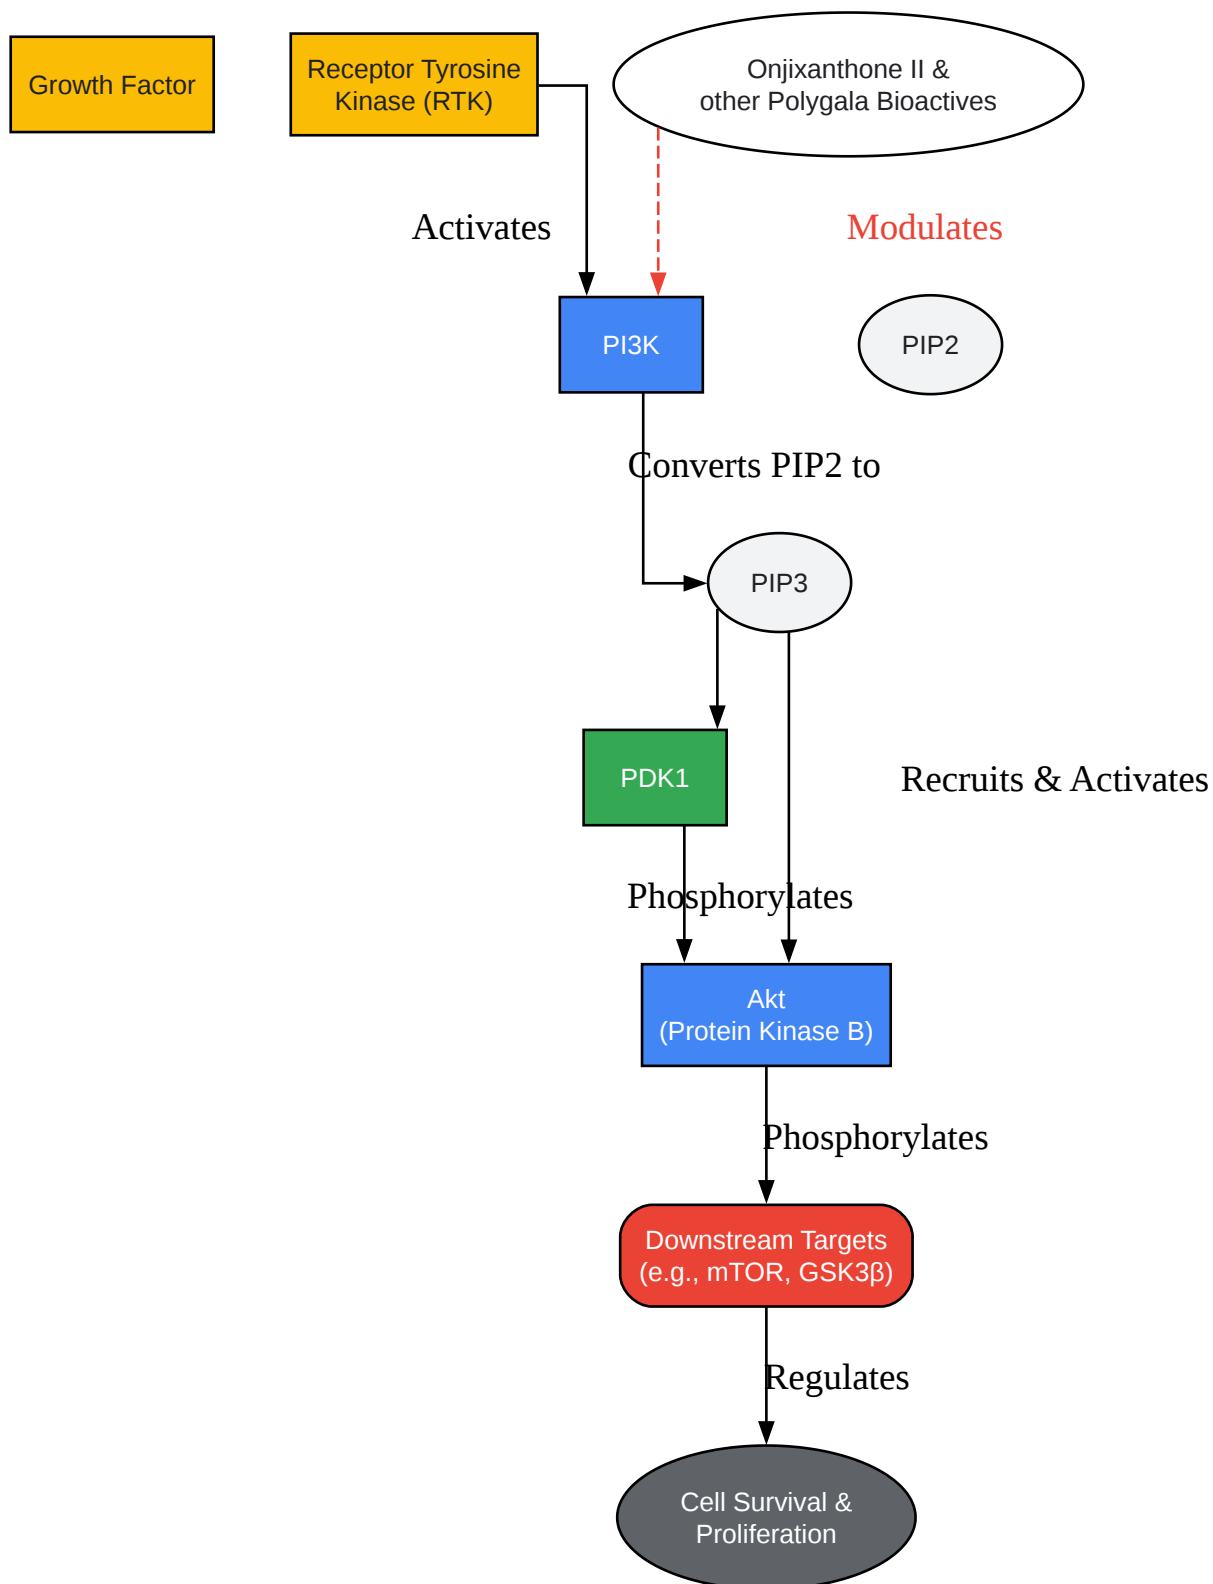 Growth Factor
Receptor Tyrosine
Kinase (RTK)
Onjixanthone II &
other Polygala Bioactives
Activates
Modulates
PI3K
PIP2
Converts PIP2 to
PIP3
PDK1
Recruits & Activates
Phosphorylates
Akt
(Protein Kinase B)
Phosphorylates
Downstream Targets
(e.g., mTOR, GSK3β)
Regulates
Cell Survival &
Proliferation